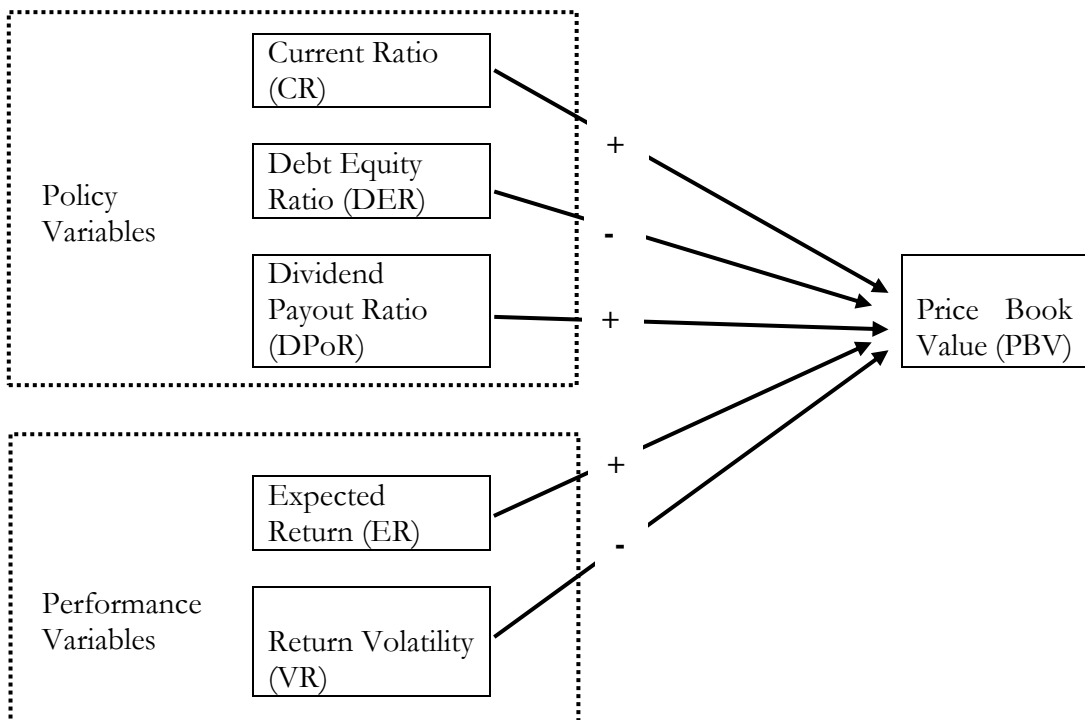 Policy
Variables
Current Ratio
(CR)
+
Debt Equity
Ratio (DER)
-
Dividend
Payout Ratio
(DPoR)
+
Price Book
Value (PBV)
Performance
Variables
Expected
Return (ER)
+
Return Volatility
(VR)
-